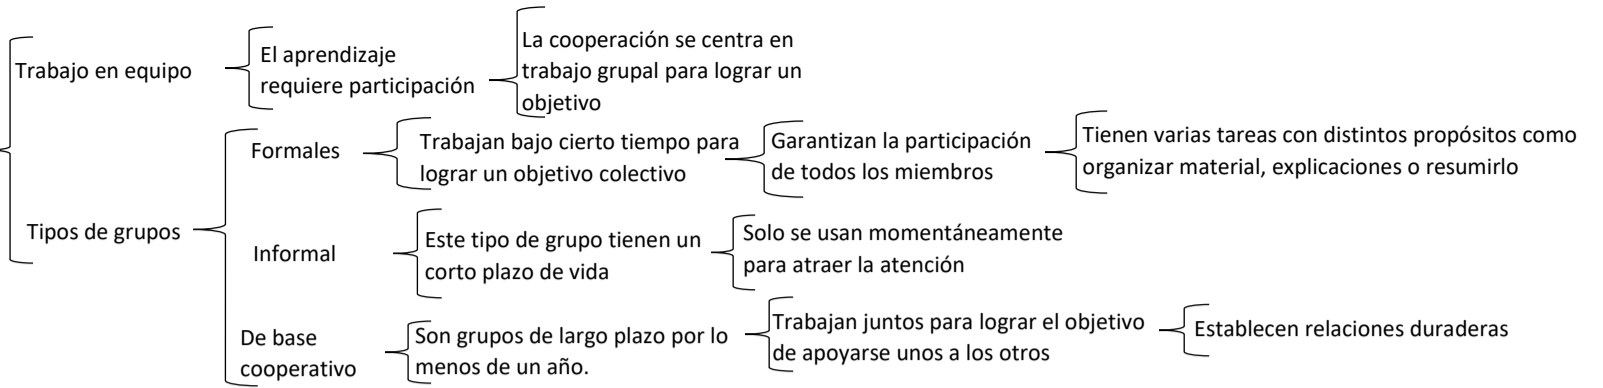 Trabajo en equipo
El aprendizaje
requiere participación
La cooperación se centra en
trabajo grupal para lograr un
objetivo
Tipos de grupos
Formales
Trabajan bajo cierto tiempo para
lograr un objetivo colectivo
Garantizan la participación
de todos los miembros
Tienen varias tareas con distintos propósitos como
organizar material, explicaciones o resumirlo
Informal
Este tipo de grupo tienen un
corto plazo de vida
Solo se usan momentáneamente
para atraer la atención
De base
cooperativo
Son grupos de largo plazo por lo
menos de un año.
Trabajan juntos para lograr el objetivo
de apoyarse unos a los otros
Establecen relaciones duraderas